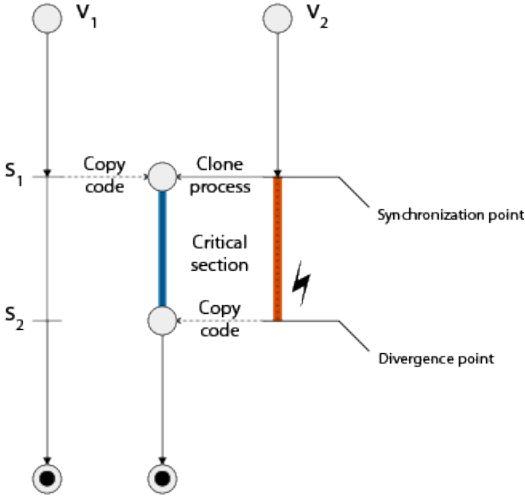 V1
V2
S1
Copy
code
Clone
process
Synchronization point
Critical
section
S2
Copy
code
Divergence point